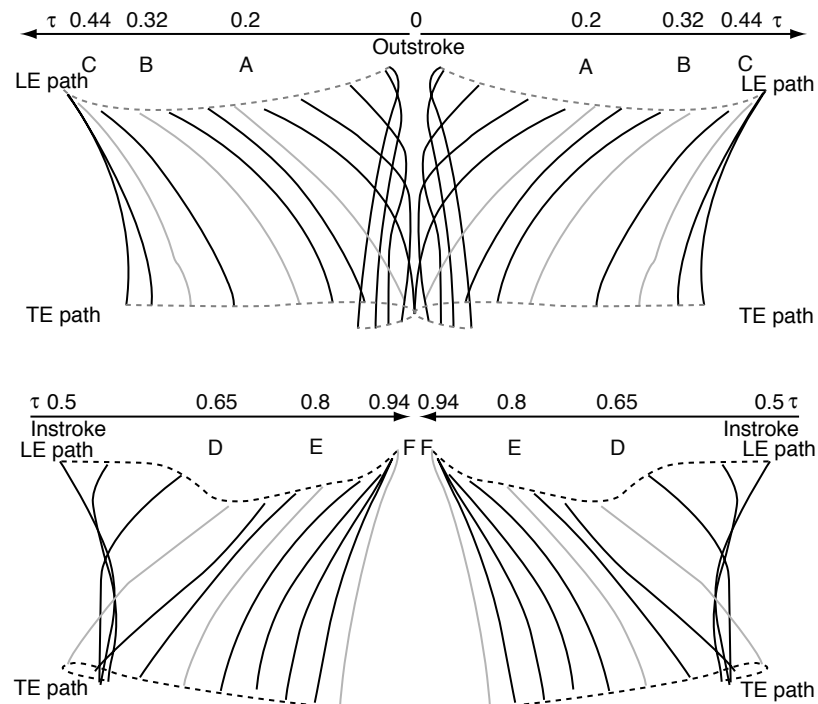 τ 0.44 0.32 0.2 0 0.2 0.32 0.44 τ
Outstroke
C B A A B C
LE path LE path
TE path TE path
τ 0.5 0.65 0.8 0.94 0.94 0.8 0.65 0.5 τ
Instroke Instroke
LE path D E F F E D LE path
TE path TE path